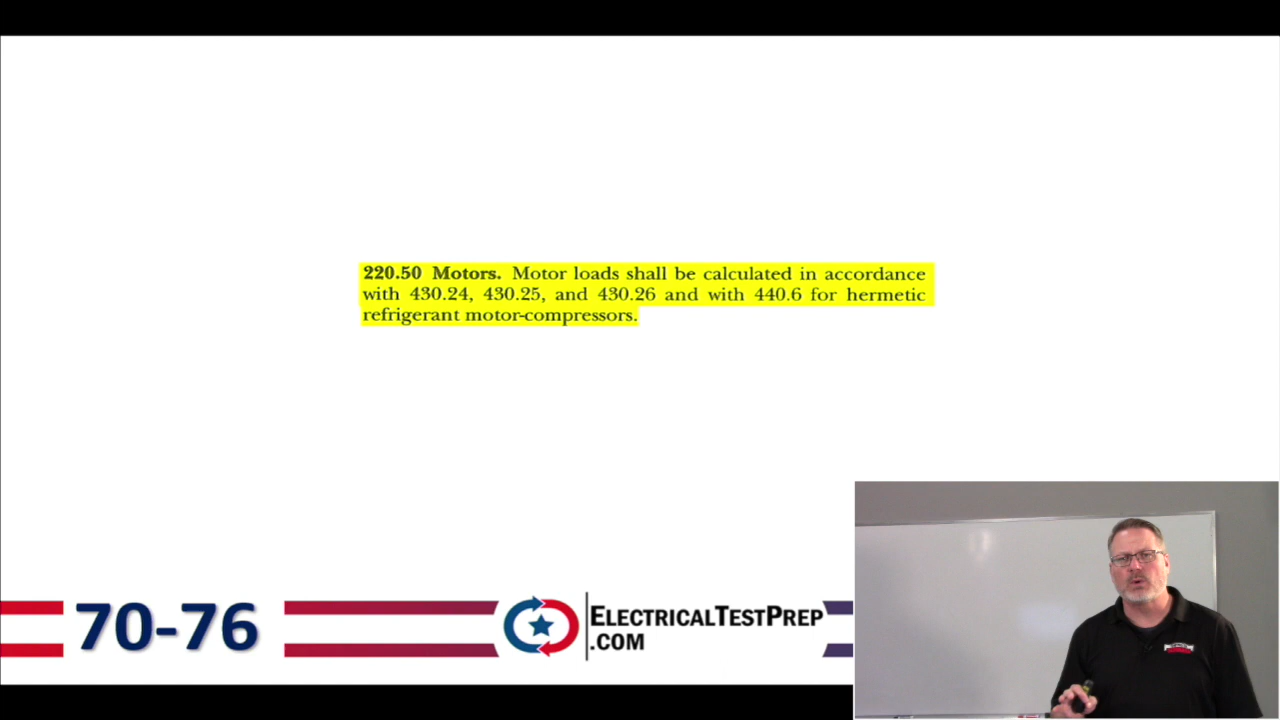 220.50 Motors. Motor loads shall be calculated in accordance
with 430.24, 430.25, and 430.26 and with 440.6 for hermetic
refrigerant motor-compressors.
70-76
ELECTRICALTESTPREP
.COM